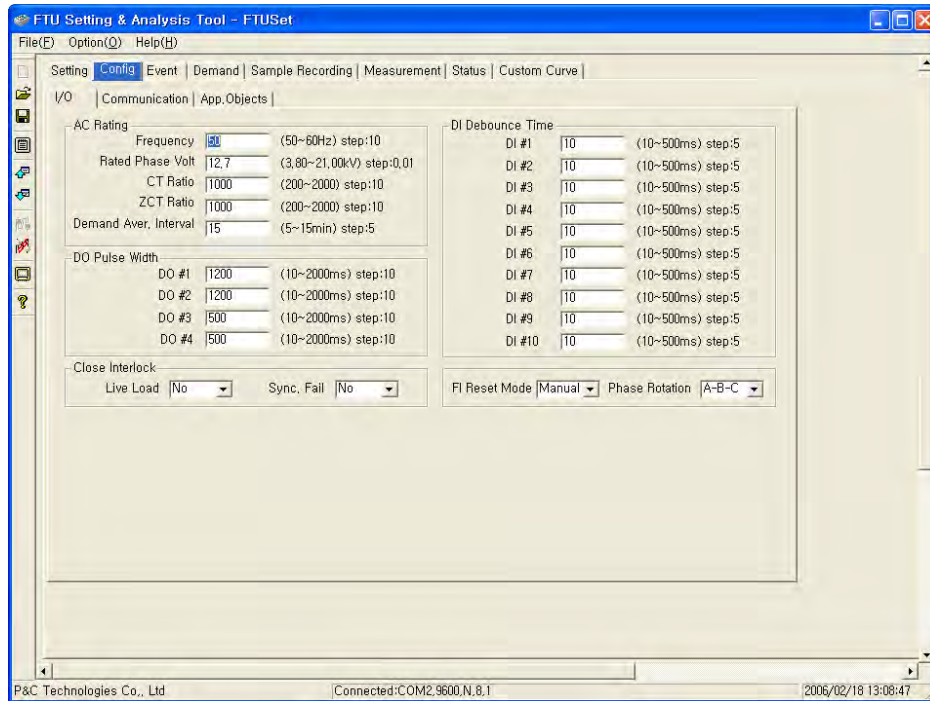 FTU Setting & Analysis Tool - FTUSet
File(F) Option(O) Help(H)
Setting Config Event Demand Sample Recording Measurement Status Custom Curve
I/O Communication App.Objects
AC Rating
Frequency 50 (50~60Hz) step:10
Rated Phase Volt 12.7 (3.80~21.00kV) step:0.01
CT Ratio 1000 (200~2000) step:10
ZCT Ratio 1000 (200~2000) step:10
Demand Aver. Interval 15 (5~15min) step:5
DO Pulse Width
DO #1 1200 (10~2000ms) step:10
DO #2 1200 (10~2000ms) step:10
DO #3 500 (10~2000ms) step:10
DO #4 500 (10~2000ms) step:10
Close Interlock
Live Load No Sync. Fail No
DI Debounce Time
DI #1 10 (10~500ms) step:5
DI #2 10 (10~500ms) step:5
DI #3 10 (10~500ms) step:5
DI #4 10 (10~500ms) step:5
DI #5 10 (10~500ms) step:5
DI #6 10 (10~500ms) step:5
DI #7 10 (10~500ms) step:5
DI #8 10 (10~500ms) step:5
DI #9 10 (10~500ms) step:5
DI #10 10 (10~500ms) step:5
FI Reset Mode Manual Phase Rotation A-B-C
P&C Technologies Co., Ltd Connected:COM2,9600,N,8,1 2006/02/18 13:08:47